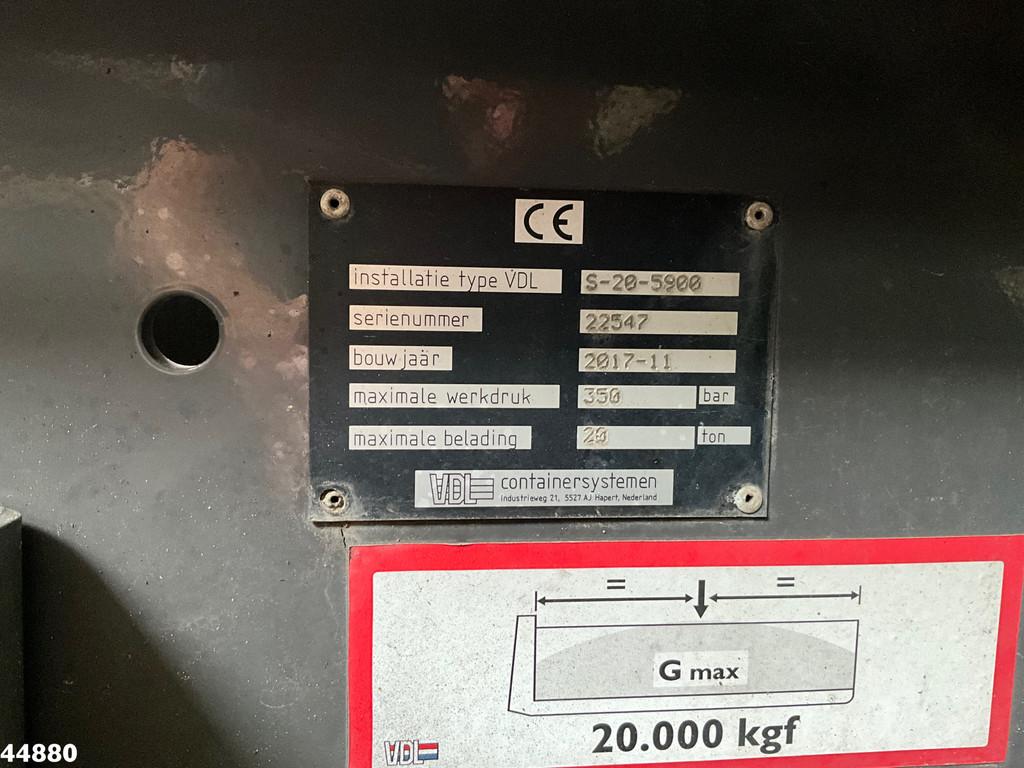 CE
installatie type VDL S-20-5900
serienummer 22547
bouwjaar 2017-11
maximale werkdruk 350 bar
maximale belading 20 ton
VDL containersystemen
Industrieweg 21, 5527 AJ Hapert, Nederland
= =
G max
20.000 kgf
VDL
44880